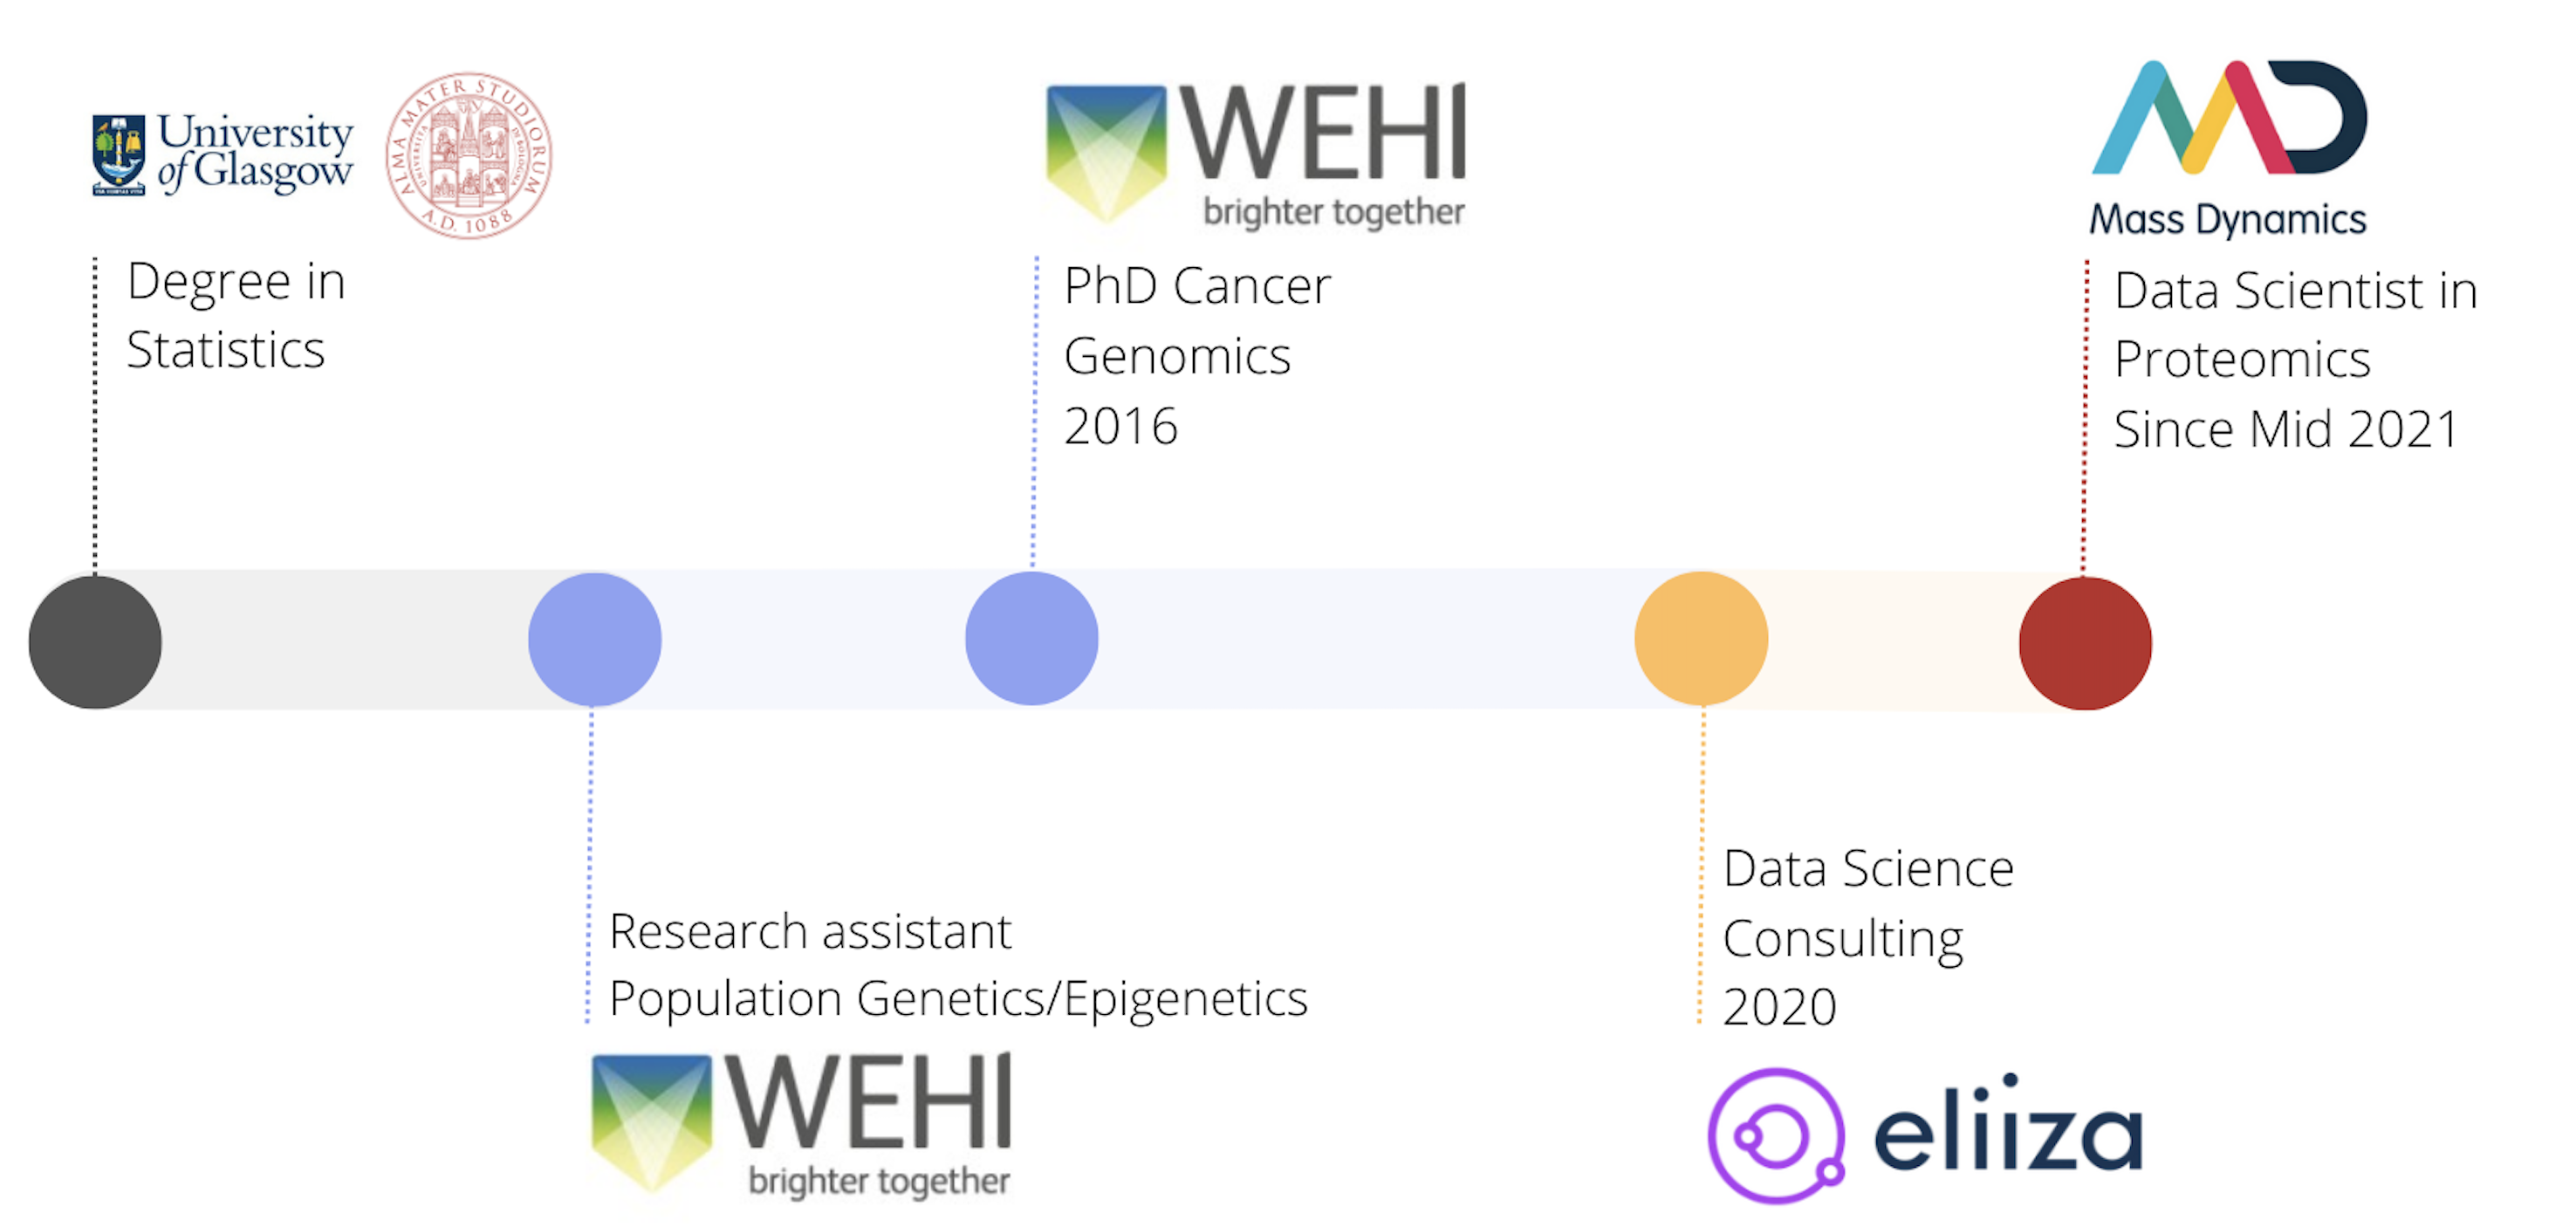 University
of Glasgow
ALMA MATER STUDIORUM
A.D. 1088
Degree in
Statistics
WEHI
brighter together
PhD Cancer
Genomics
2016
Mass Dynamics
Data Scientist in
Proteomics
Since Mid 2021
Research assistant
Population Genetics/Epigenetics
WEHI
brighter together
Data Science
Consulting
2020
eliiza